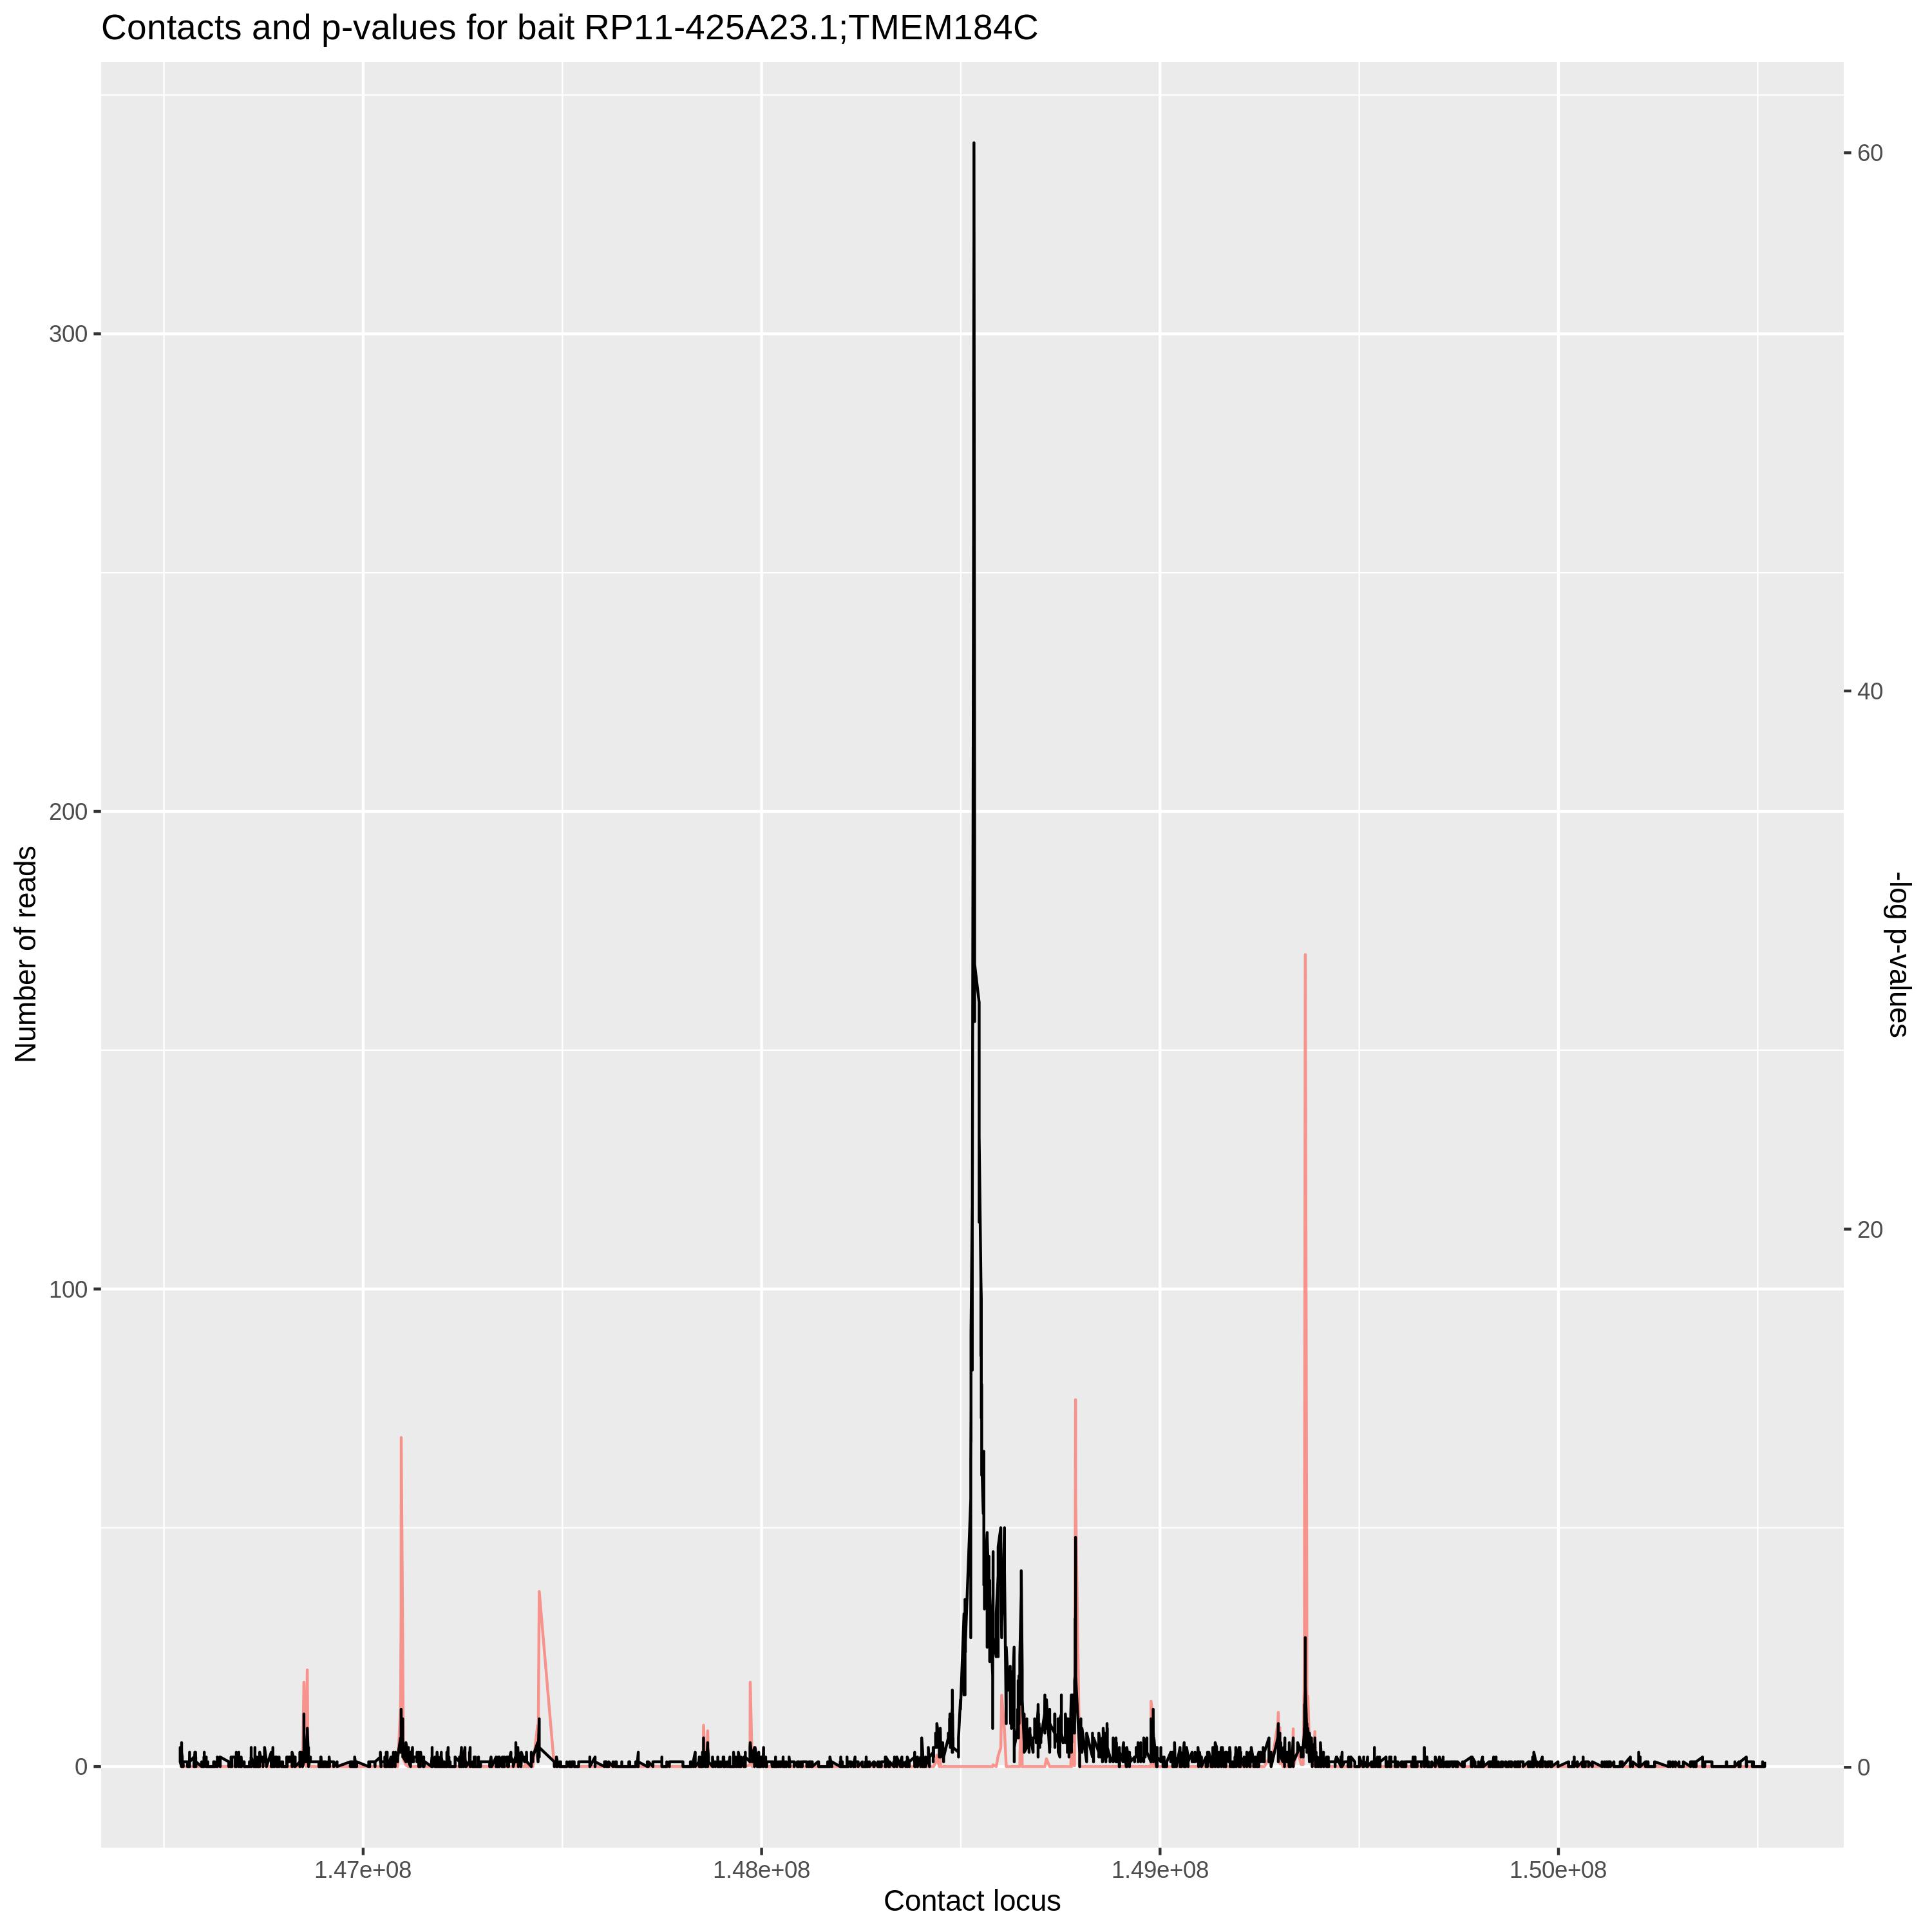 Contacts and p-values for bait RP11-425A23.1;TMEM184C
300
200
100
0
Number of reads
60
40
20
0
-log p-values
1.47e+08
1.48e+08
1.49e+08
1.50e+08
Contact locus